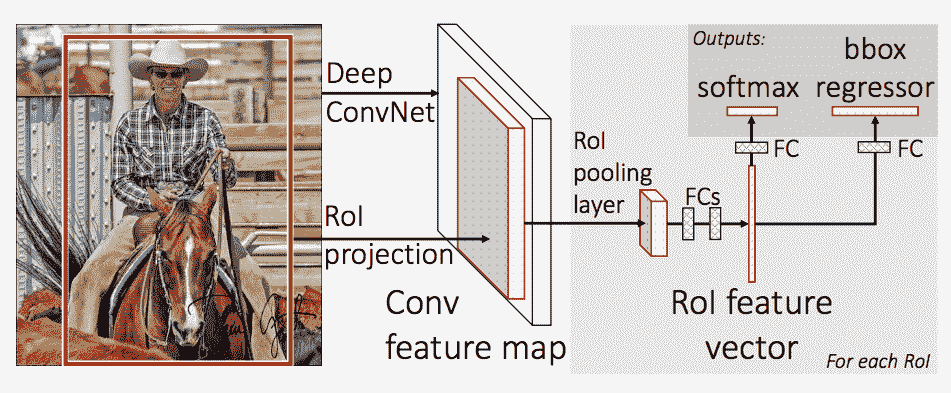 Deep
ConvNet
RoI
projection
Conv
feature map
RoI
pooling
layer
FCs
RoI feature
vector
For each RoI
Outputs:
softmax
bbox
regressor
FC
FC